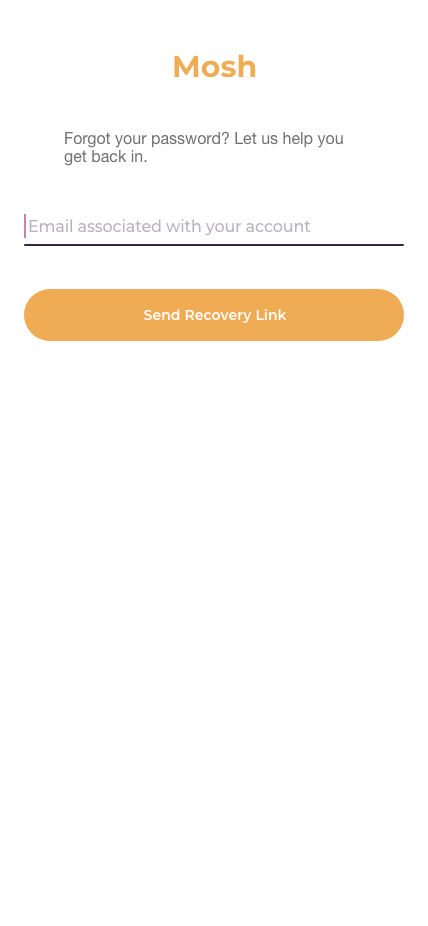 Mosh
Forgot your password? Let us help you
get back in.
Email associated with your account
Send Recovery Link